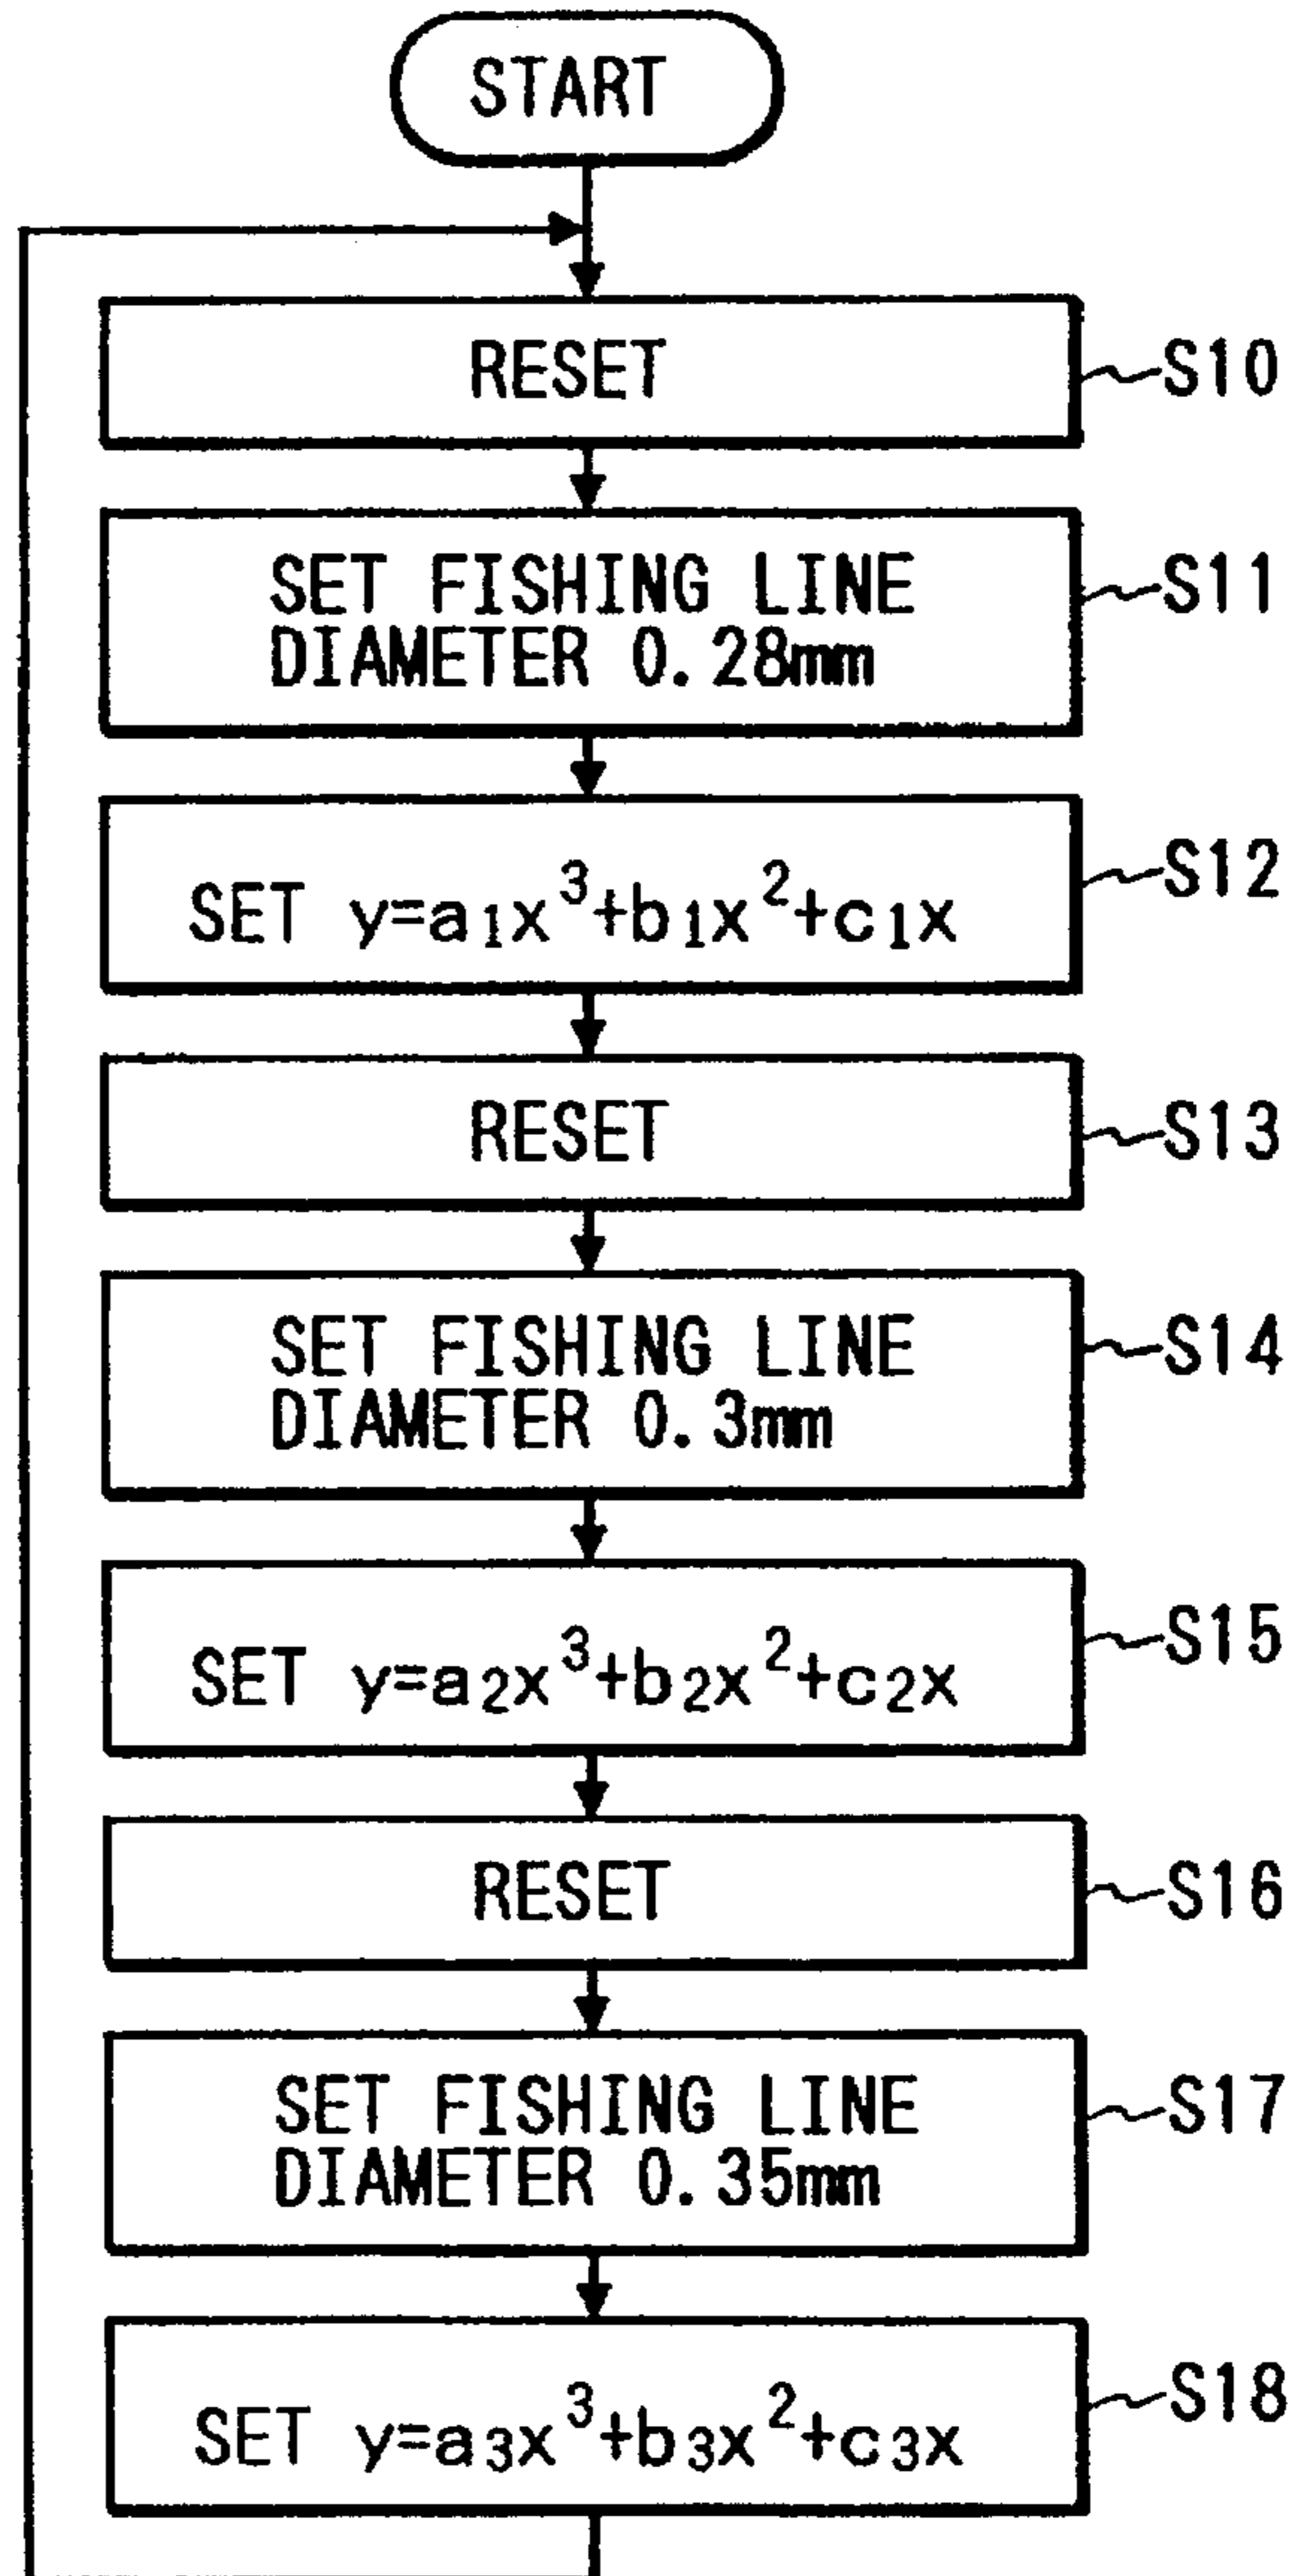 START
RESET
S10
SET FISHING LINE
S11
DIAMETER 0.28mm
S12
SET y=a₁x³+b₁x²+c₁x
RESET
S13
SET FISHING LINE
S14
DIAMETER 0.3mm
S15
SET y=a₂x³+b₂x²+c₂x
RESET
S16
SET FISHING LINE
S17
DIAMETER 0.35mm
S18
SET y=a₃x³+b₃x²+c₃x